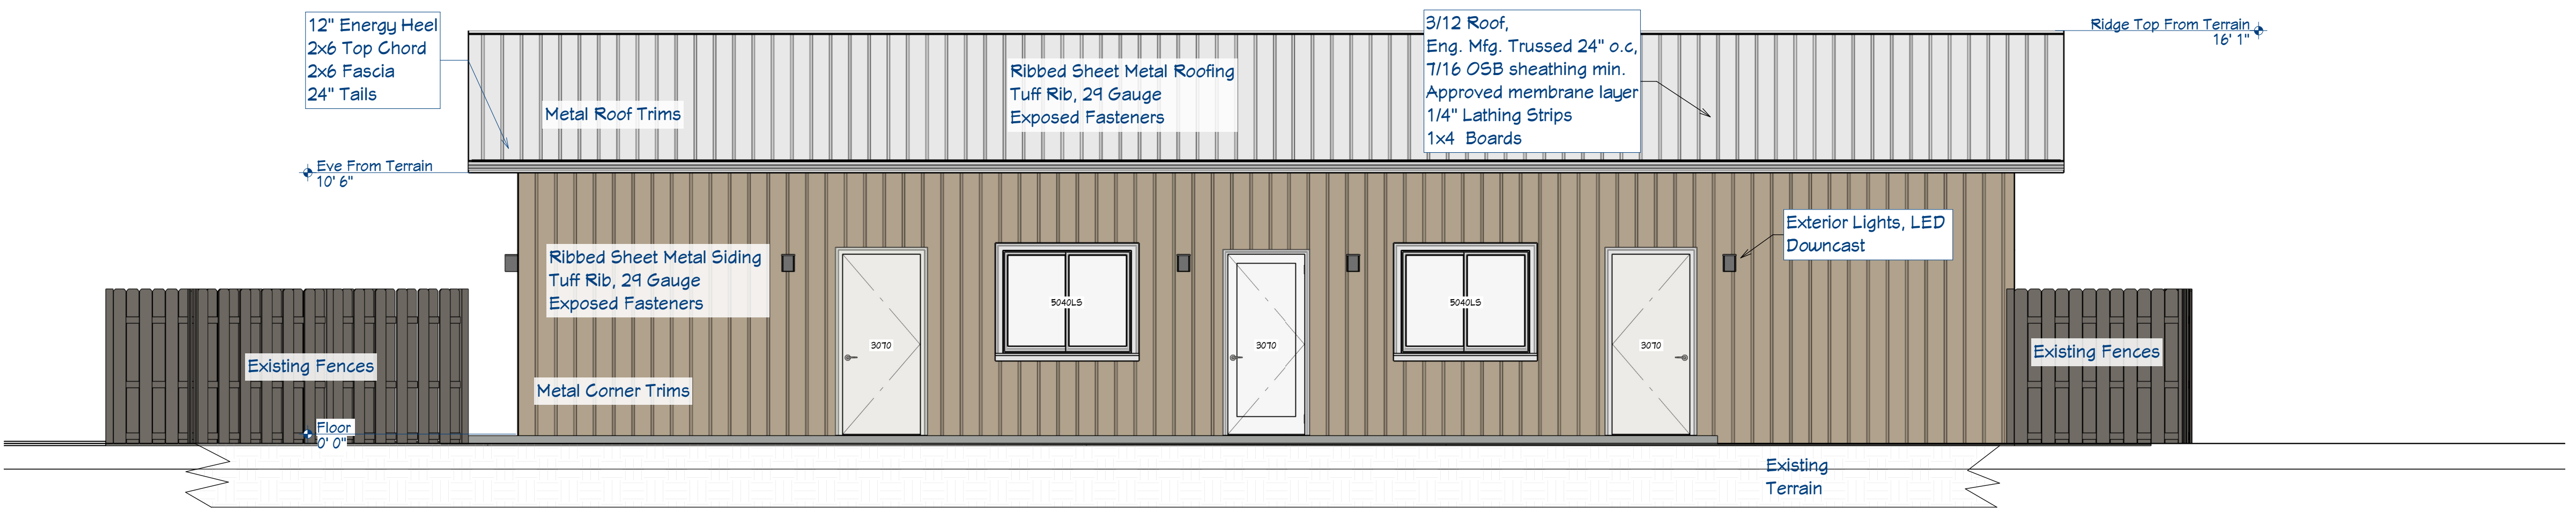 12" Energy Heel
2x6 Top Chord
2x6 Fascia
24" Tails
Metal Roof Trims
Ribbed Sheet Metal Roofing
Tuff Rib, 29 Gauge
Exposed Fasteners
3/12 Roof,
Eng. Mfg. Trussed 24" o.c,
7/16 OSB sheathing min.
Approved membrane layer
1/4" Lathing Strips
1x4 Boards
Ridge Top From Terrain
16' 1"
Eve From Terrain
10' 6"
Ribbed Sheet Metal Siding
Tuff Rib, 29 Gauge
Exposed Fasteners
Exterior Lights, LED
Downcast
5040LS
5040LS
3070
3070
3070
Existing Fences
Existing Fences
Metal Corner Trims
Floor
0' 0"
Existing
Terrain